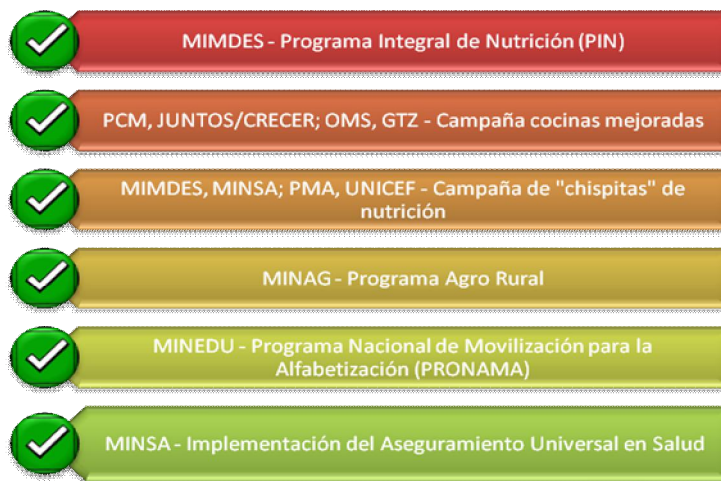 MIMDES - Programa Integral de Nutrición (PIN)
PCM, JUNTOS/CRECER; OMS, GTZ - Campaña cocinas mejoradas
MIMDES, MINSA; PMA, UNICEF - Campaña de "chispitas" de
nutrición
MINAG - Programa Agro Rural
MINEDU - Programa Nacional de Movilización para la
Alfabetización (PRONAMA)
MINSA - Implementación del Aseguramiento Universal en Salud